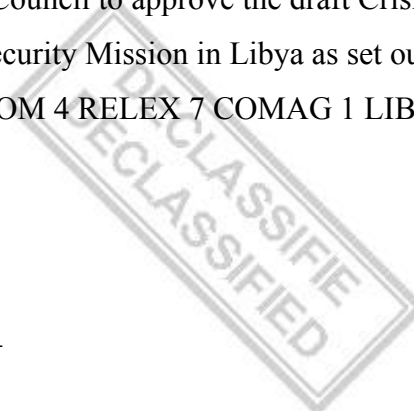 Council to approve the draft Cris
ecurity Mission in Libya as set ou
OM 4 RELEX 7 COMAG 1 LIB
DECLASSIFIE
DECLASSIFIED